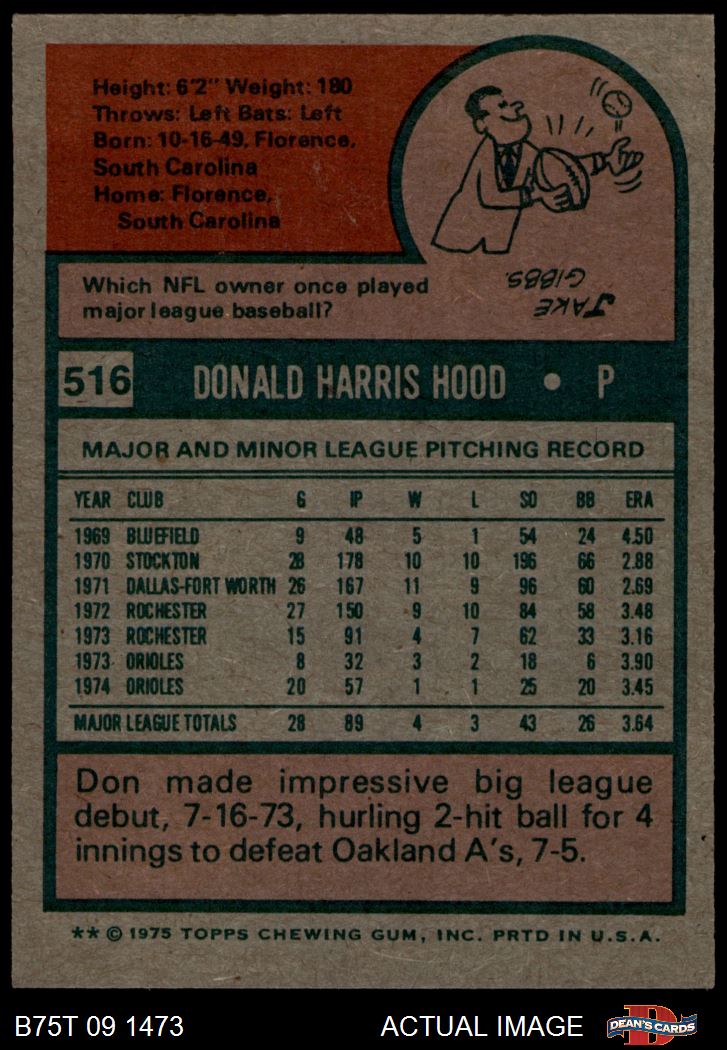 Height: 6'2" Weight: 180
Throws: Left Bats: Left
Born: 10-16-49, Florence,
South Carolina
Home: Florence,
South Carolina
Which NFL owner once played
major league baseball?
JAKE
GIBBS.
516 DONALD HARRIS HOOD • P
MAJOR AND MINOR LEAGUE PITCHING RECORD
YEAR CLUB G IP W L SO BB ERA
1969 BLUEFIELD 9 48 5 1 54 24 4.50
1970 STOCKTON 28 178 10 10 196 66 2.88
1971 DALLAS-FORT WORTH 26 167 11 9 96 60 2.69
1972 ROCHESTER 27 150 9 10 84 58 3.48
1973 ROCHESTER 15 91 4 7 62 33 3.16
1973 ORIOLES 8 32 3 2 18 6 3.90
1974 ORIOLES 20 57 1 1 25 20 3.45
MAJOR LEAGUE TOTALS 28 89 4 3 43 26 3.64
Don made impressive big league
debut, 7-16-73, hurling 2-hit ball for 4
innings to defeat Oakland A's, 7-5.
** © 1975 TOPPS CHEWING GUM, INC. PRTD IN U.S.A.
B75T 09 1473 ACTUAL IMAGE D DEAN'S CARDS